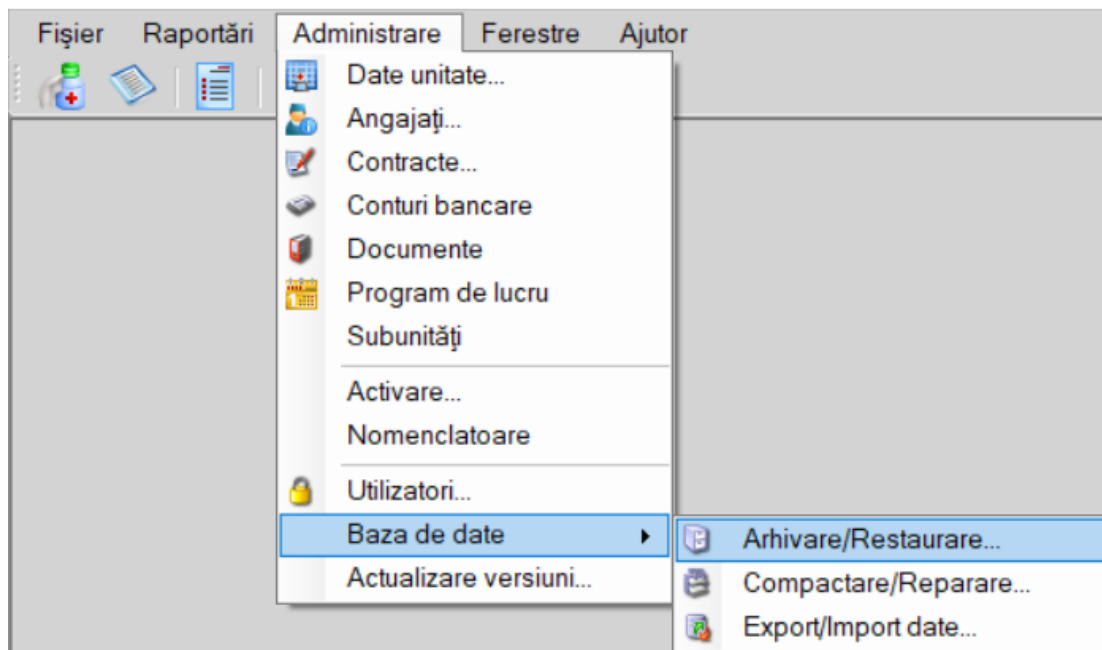 Fişier Raportări Administrare Ferestre Ajutor
Date unitate...
Angajaţi...
Contracte...
Conturi bancare
Documente
Program de lucru
Subunităţi
Activare...
Nomenclatoare
Utilizatori...
Baza de date
Actualizare versiuni...
Arhivare/Restaurare...
Compactare/Reparare...
Export/Import date...